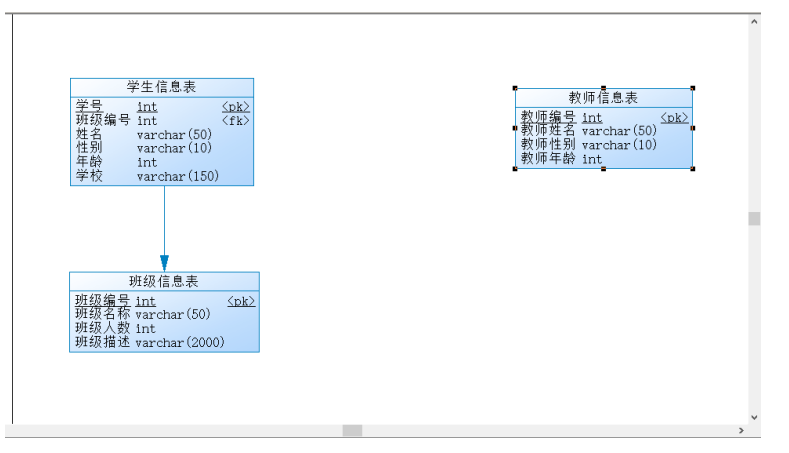 学生信息表
学号 int <pk>
班级编号 int <fk>
姓名 varchar(50)
性别 varchar(10)
年龄 int
学校 varchar(150)
教师信息表
教师编号 int <pk>
教师姓名 varchar(50)
教师性别 varchar(10)
教师年龄 int
班级信息表
班级编号 int <pk>
班级名称 varchar(50)
班级人数 int
班级描述 varchar(2000)